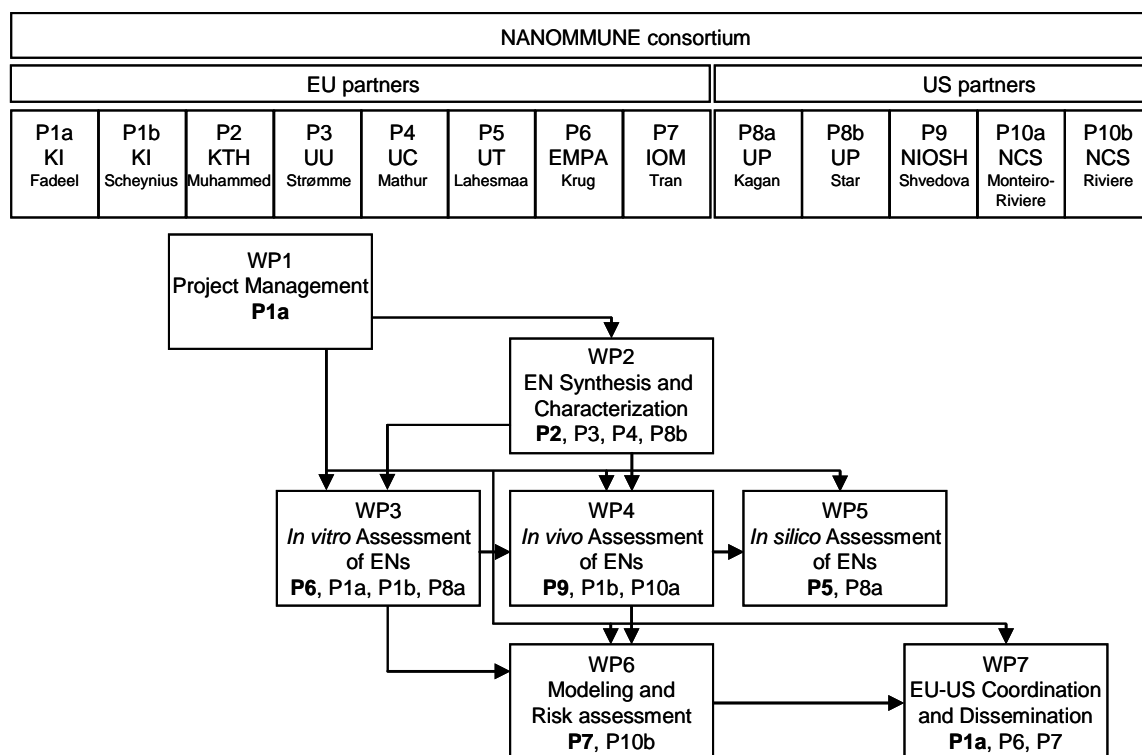 NANOMMUNE consortium
EU partners
US partners
P1a
KI
Fadeel
P1b
KI
Scheynius
P2
KTH
Muhammed
P3
UU
Strømme
P4
UC
Mathur
P5
UT
Lahesmaa
P6
EMPA
Krug
P7
IOM
Tran
P8a
UP
Kagan
P8b
UP
Star
P9
NIOSH
Shvedova
P10a
NCS
Monteiro-
Riviere
P10b
NCS
Riviere
WP1
Project Management
P1a
WP2
EN Synthesis and
Characterization
P2, P3, P4, P8b
WP3
In vitro Assessment
of ENs
P6, P1a, P1b, P8a
WP4
In vivo Assessment
of ENs
P9, P1b, P10a
WP5
In silico Assessment
of ENs
P5, P8a
WP6
Modeling and
Risk assessment
P7, P10b
WP7
EU-US Coordination
and Dissemination
P1a, P6, P7